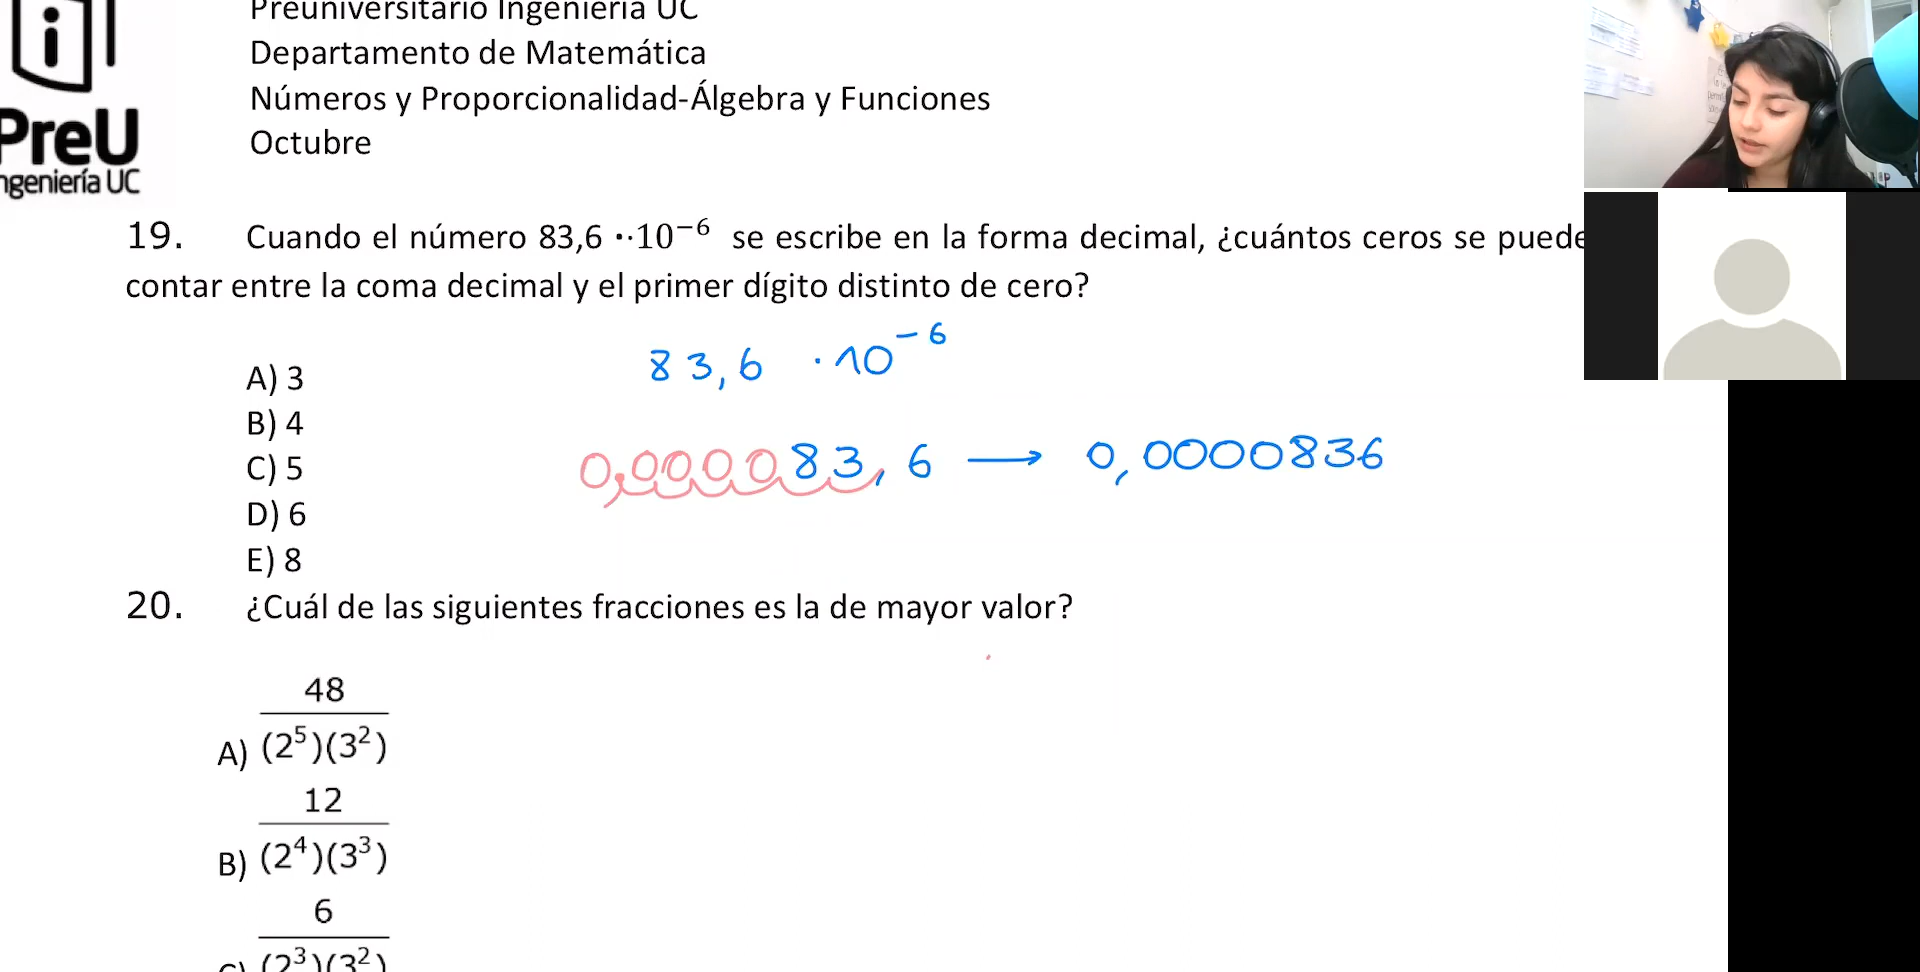 Preuniversitario Ingeniería UC
Departamento de Matemática
Números y Proporcionalidad-Álgebra y Funciones
Octubre
PreU
ngeniería UC
19. Cuando el número 83,6 ··10⁻⁶ se escribe en la forma decimal, ¿cuántos ceros se puede
contar entre la coma decimal y el primer dígito distinto de cero?
83,6 · 10⁻⁶
A) 3
B) 4
C) 5
D) 6
E) 8
0,000083,6 → 0,0000836
20. ¿Cuál de las siguientes fracciones es la de mayor valor?
48
A) (2⁵)(3²)
12
B) (2⁴)(3³)
6
C) (2³)(3²)